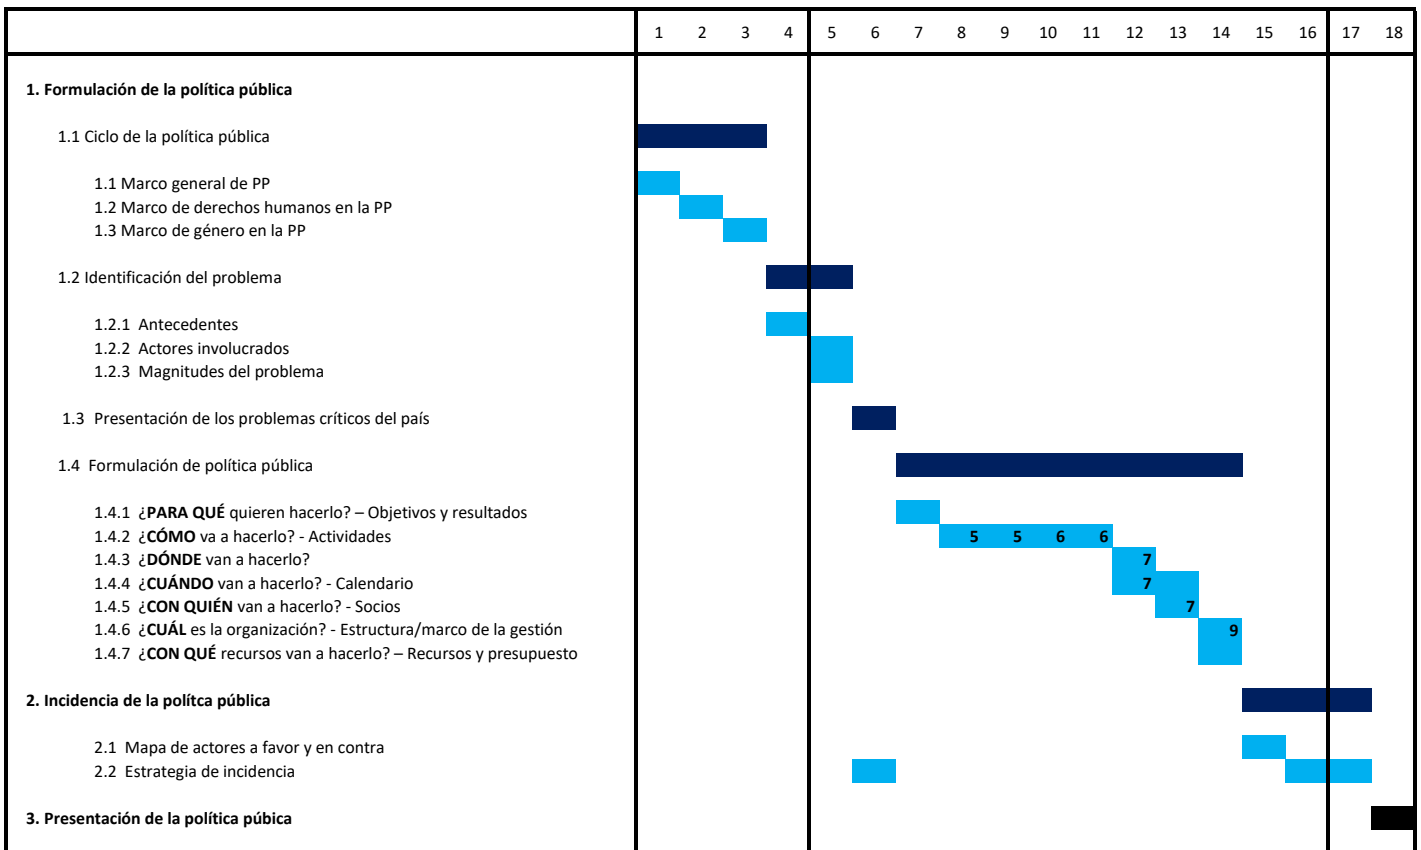 1 2 3 4 5 6 7 8 9 10 11 12 13 14 15 16 17 18
1. Formulación de la política pública
1.1 Ciclo de la política pública
1.1 Marco general de PP
1.2 Marco de derechos humanos en la PP
1.3 Marco de género en la PP
1.2 Identificación del problema
1.2.1 Antecedentes
1.2.2 Actores involucrados
1.2.3 Magnitudes del problema
1.3 Presentación de los problemas críticos del país
1.4 Formulación de política pública
1.4.1 ¿PARA QUÉ quieren hacerlo? – Objetivos y resultados
1.4.2 ¿CÓMO va a hacerlo? - Actividades 5 5 6 6
1.4.3 ¿DÓNDE van a hacerlo? 7
1.4.4 ¿CUÁNDO van a hacerlo? - Calendario 7
1.4.5 ¿CON QUIÉN van a hacerlo? - Socios 7
1.4.6 ¿CUÁL es la organización? - Estructura/marco de la gestión 9
1.4.7 ¿CON QUÉ recursos van a hacerlo? – Recursos y presupuesto
2. Incidencia de la polítca pública
2.1 Mapa de actores a favor y en contra
2.2 Estrategia de incidencia
3. Presentación de la política púbica